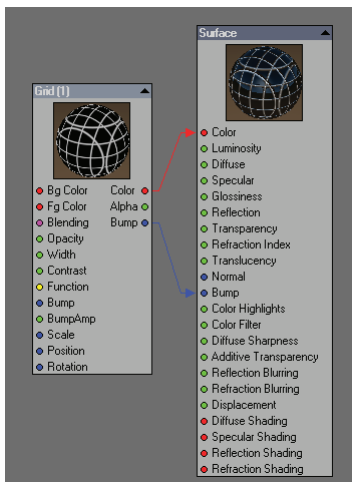 Grid (1)
Bg Color Color
Fg Color Alpha
Blending Bump
Opacity
Width
Contrast
Function
Bump
BumpAmp
Scale
Position
Rotation
Surface
Color
Luminosity
Diffuse
Specular
Glossiness
Reflection
Transparency
Refraction Index
Translucency
Normal
Bump
Color Highlights
Color Filter
Diffuse Sharpness
Additive Transparency
Reflection Blurring
Refraction Blurring
Displacement
Diffuse Shading
Specular Shading
Reflection Shading
Refraction Shading